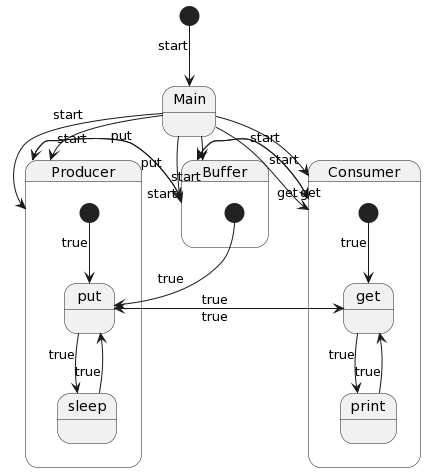 start
Main
start
start
put
start
put
start
start
start
get
get
Producer
Buffer
Consumer
true
true
true
put
true
true
get
true
true
true
true
sleep
print